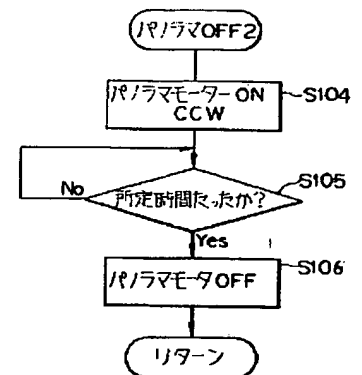 パノラマOFF2
パノラマモーターON
CCW
S104
所定時間たったか?
S105
No
Yes
パノラマモータOFF
S106
リターン